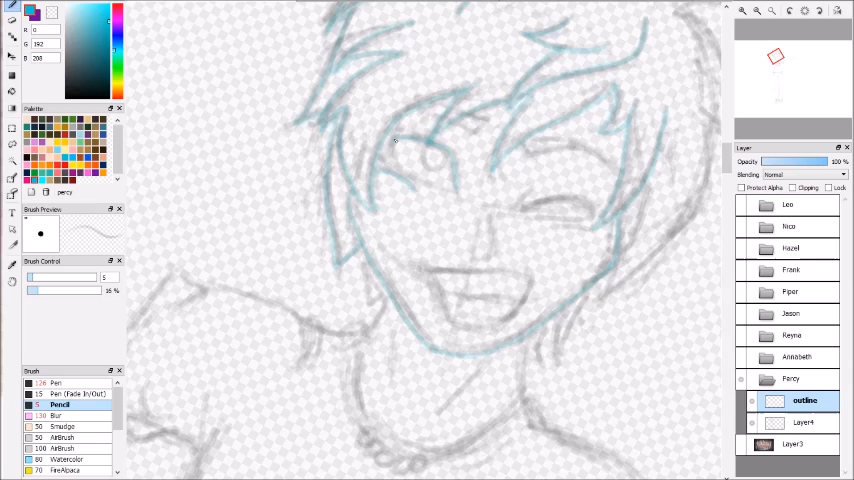 R: 0
G: 192
B: 208
Palette
percy
Brush Preview
Brush Control
5
16 %
Brush
126 Pen
15 Pen (Fade In/Out)
5 Pencil
130 Blur
50 Smudge
50 AirBrush
100 AirBrush
80 Watercolor
70 FireAlpaca
Layer
Opacity 100 %
Blending Normal
Protect Alpha Clipping Lock
Leo
Nico
Hazel
Frank
Piper
Jason
Reyna
Annabeth
Percy
outline
Layer4
Layer3